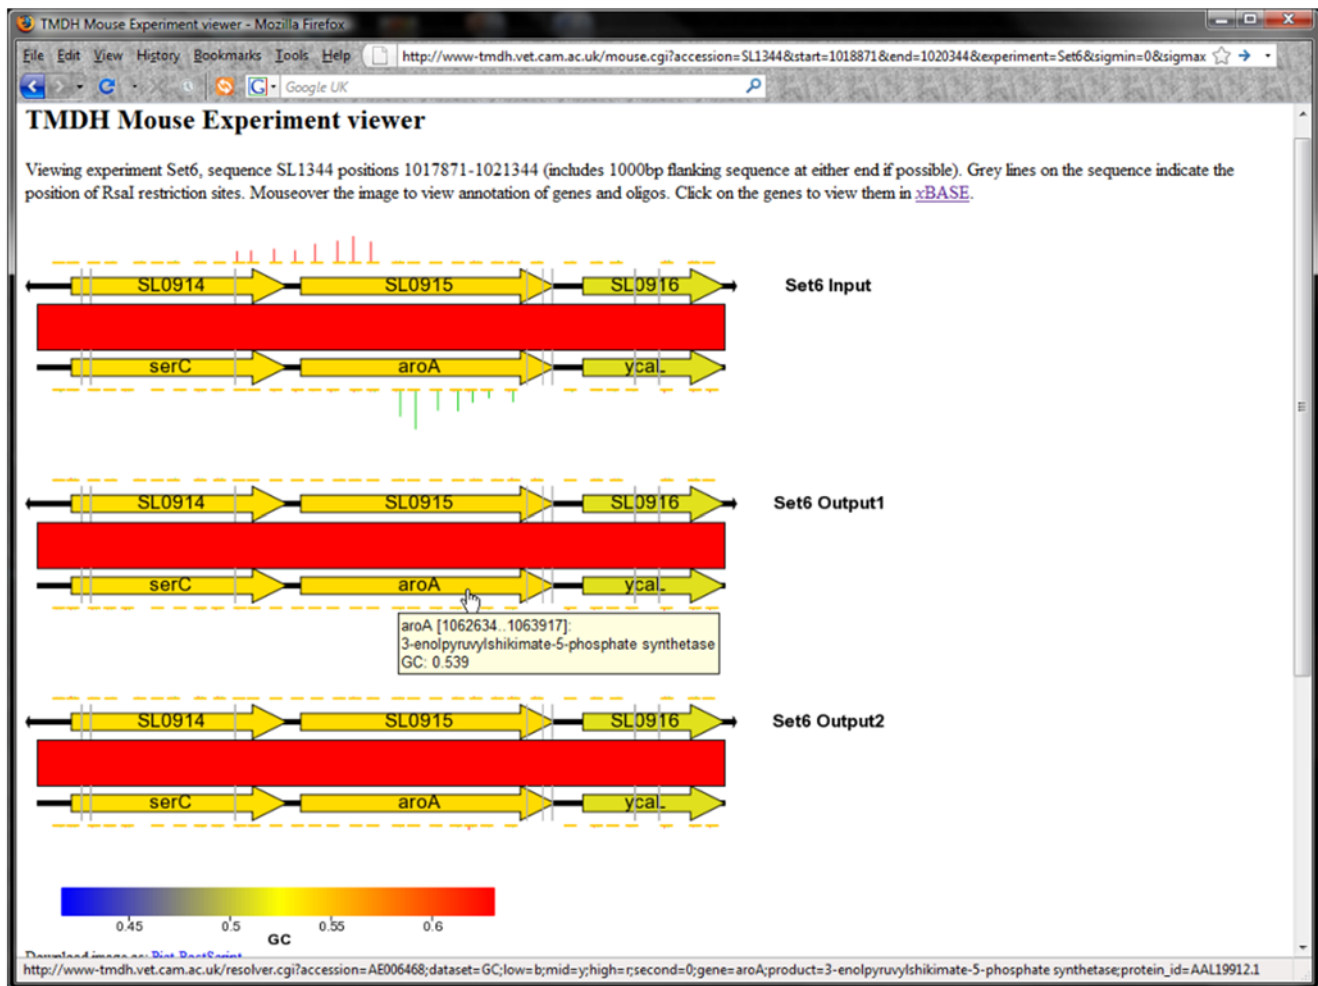 TMDH Mouse Experiment viewer - Mozilla Firefox
File Edit View History Bookmarks Tools Help http://www-tmdh.vet.cam.ac.uk/mouse.cgi?accession=SL1344&start=1018871&end=1020344&experiment=Set6&sigmin=0&sigmax
G Google UK
TMDH Mouse Experiment viewer
Viewing experiment Set6, sequence SL1344 positions 1017871-1021344 (includes 1000bp flanking sequence at either end if possible). Grey lines on the sequence indicate the
position of RsaI restriction sites. Mouseover the image to view annotation of genes and oligos. Click on the genes to view them in xBASE.
SL0914 SL0915 SL0916 Set6 Input
serC aroA ycaL
SL0914 SL0915 SL0916 Set6 Output1
serC aroA ycaL
aroA [1062634..1063917]:
3-enolpyruvylshikimate-5-phosphate synthetase
GC: 0.539
SL0914 SL0915 SL0916 Set6 Output2
serC aroA ycaL
0.45 0.5 0.55 0.6
GC
Download image as: Pict PostScript
http://www-tmdh.vet.cam.ac.uk/resolver.cgi?accession=AE006468;dataset=GC;low=b;mid=y;high=r;second=0;gene=aroA;product=3-enolpyruvylshikimate-5-phosphate synthetase;protein_id=AAL19912.1